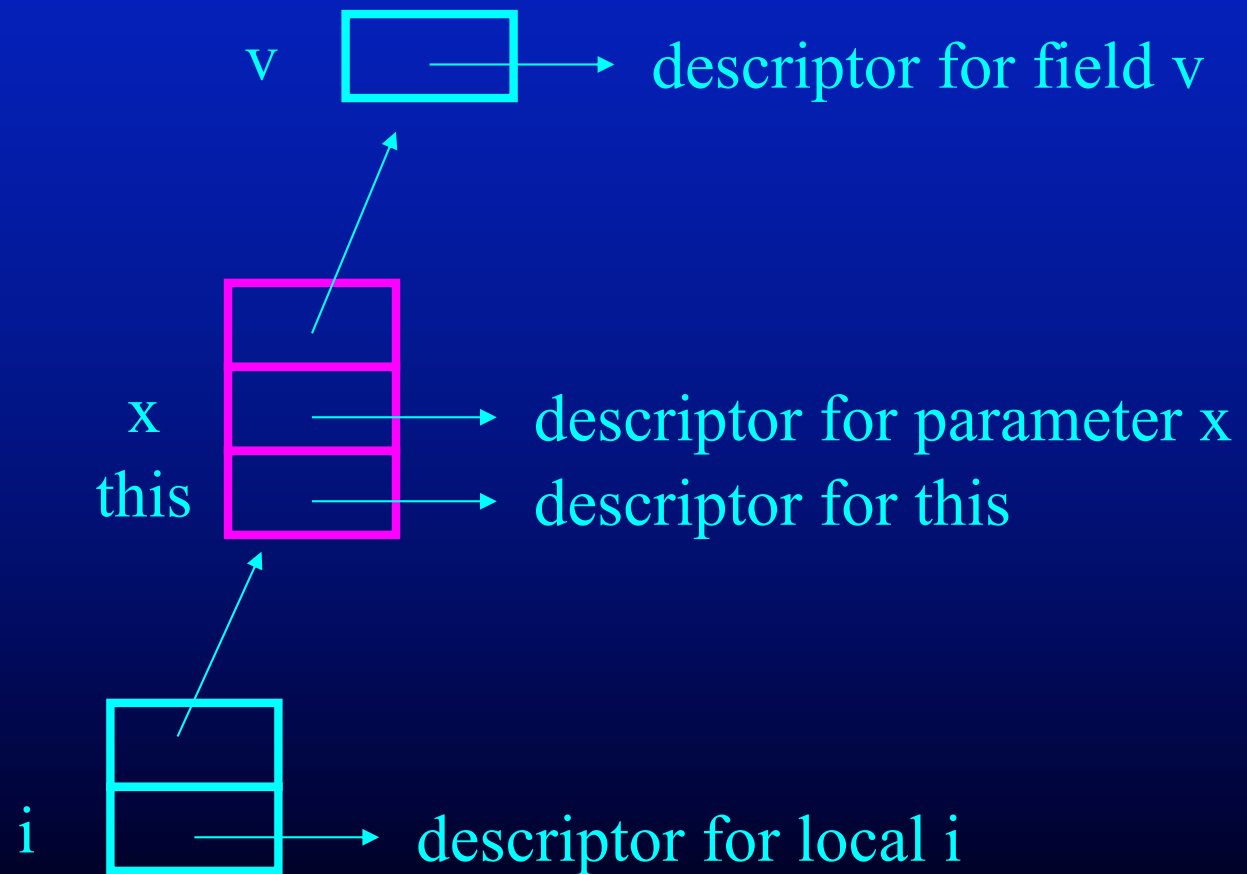 v descriptor for field v
x descriptor for parameter x
this descriptor for this
i descriptor for local i